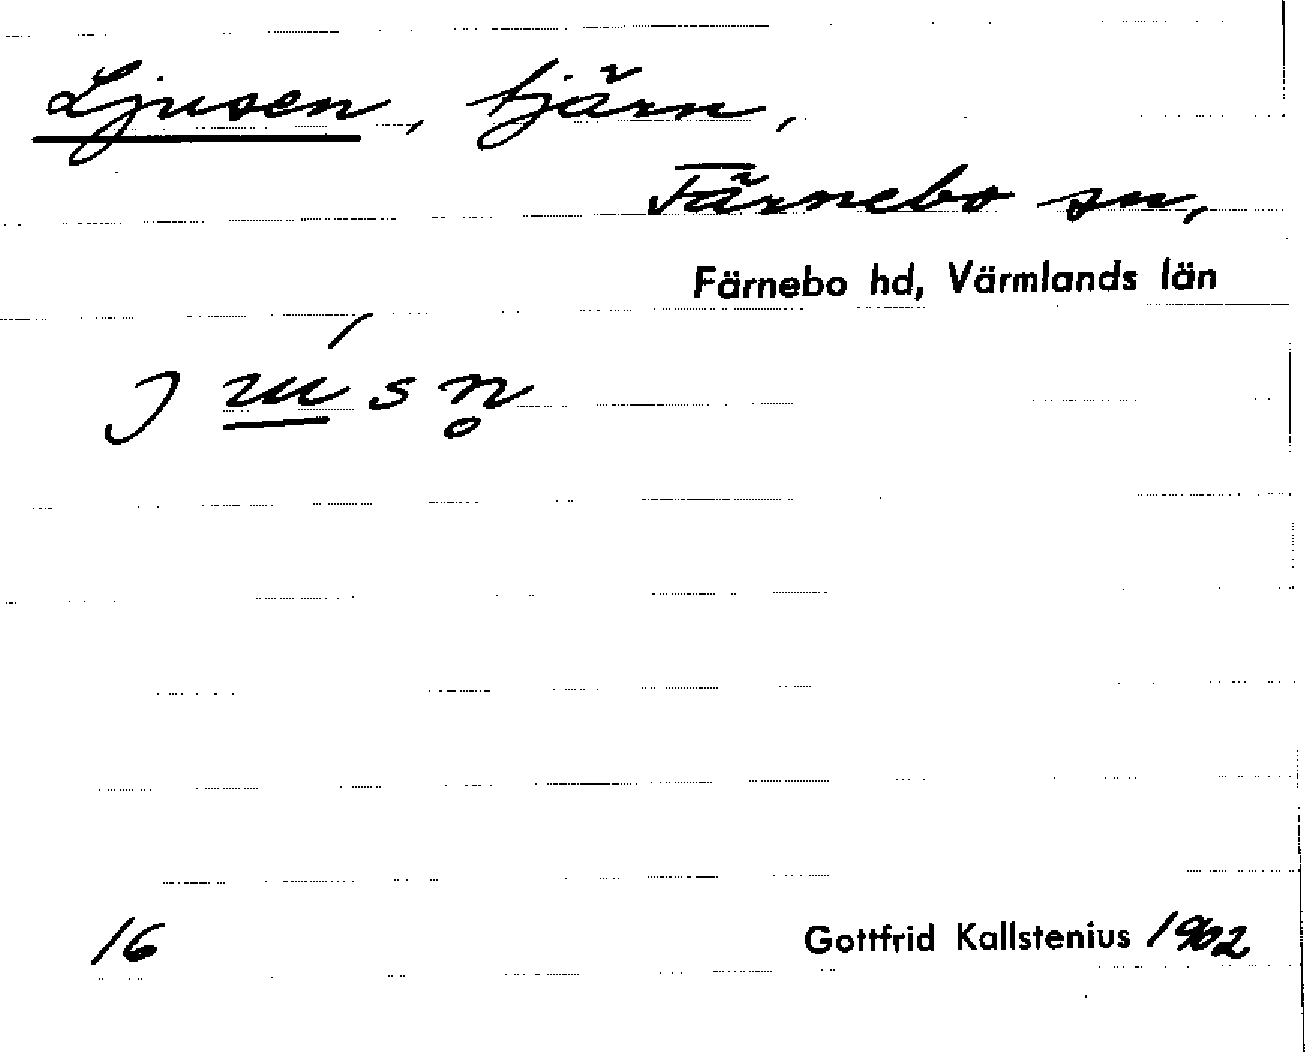 Ljusen, tjärn,
Färnebo sn,
Färnebo hd, Värmlands län
J u̲´ s n̥
16 Gottfrid Kallstenius 1902